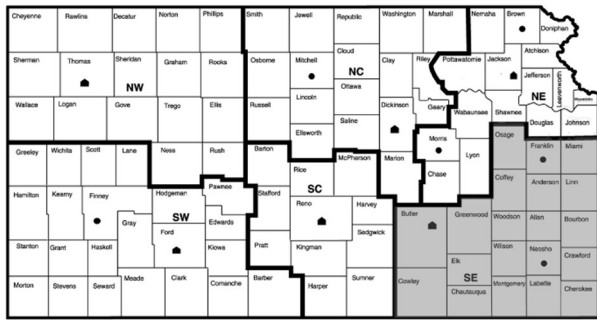 Cheyenne Rawlins Decatur Norton Phillips Smith Jewell Republic Washington Marshall Nemaha Brown
Doniphan
Sherman Thomas Sheridan Graham Rooks Osborne Mitchell Cloud Clay Riley Pottawatomie Jackson Atchison
NW NC
Jefferson Leavenworth
Wallace Logan Gove Trego Ellis Russell Lincoln Ottawa Dickinson Geary Wabaunsee Shawnee NE
Saline Douglas Johnson
Ellsworth Morris Osage
Greeley Wichita Scott Lane Ness Rush Barton McPherson Marion Lyon Franklin Miami
Rice Chase
Hamilton Kearny Finney Hodgeman Pawnee Stafford SC Coffey Anderson Linn
SW Reno Harvey Butler Greenwood Woodson Allan Bourbon
Gray Ford Edwards Sedgwick
Stanton Grant Haskell Kiowa Pratt Kingman Elk Wilson Neosho Crawford
SE
Morton Stevens Seward Meade Clark Comanche Barber Harper Sumner Cowley Chautauqua Montgomery Labelle Cherokee